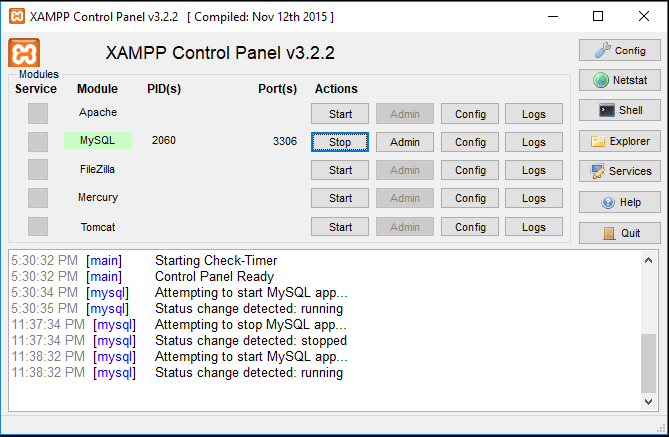 XAMPP Control Panel v3.2.2 [ Compiled: Nov 12th 2015 ]
XAMPP Control Panel v3.2.2
Config
Modules
Service Module PID(s) Port(s) Actions
Netstat
Apache Start Admin Config Logs
Shell
MySQL 2060 3306 Stop Admin Config Logs
Explorer
FileZilla Start Admin Config Logs
Services
Mercury Start Admin Config Logs
Help
Tomcat Start Admin Config Logs
Quit
5:30:32 PM [main] Starting Check-Timer
5:30:32 PM [main] Control Panel Ready
5:30:34 PM [mysql] Attempting to start MySQL app...
5:30:35 PM [mysql] Status change detected: running
11:37:34 PM [mysql] Attempting to stop MySQL app...
11:37:34 PM [mysql] Status change detected: stopped
11:38:32 PM [mysql] Attempting to start MySQL app...
11:38:32 PM [mysql] Status change detected: running